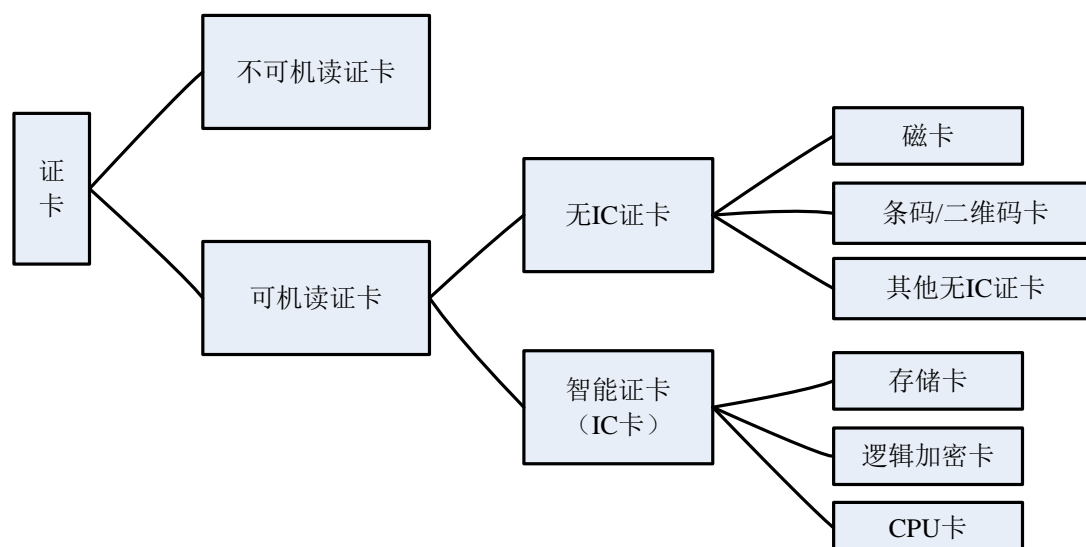 证
卡
不可机读证卡
可机读证卡
无IC证卡
智能证卡
（IC卡）
磁卡
条码/二维码卡
其他无IC证卡
存储卡
逻辑加密卡
CPU卡